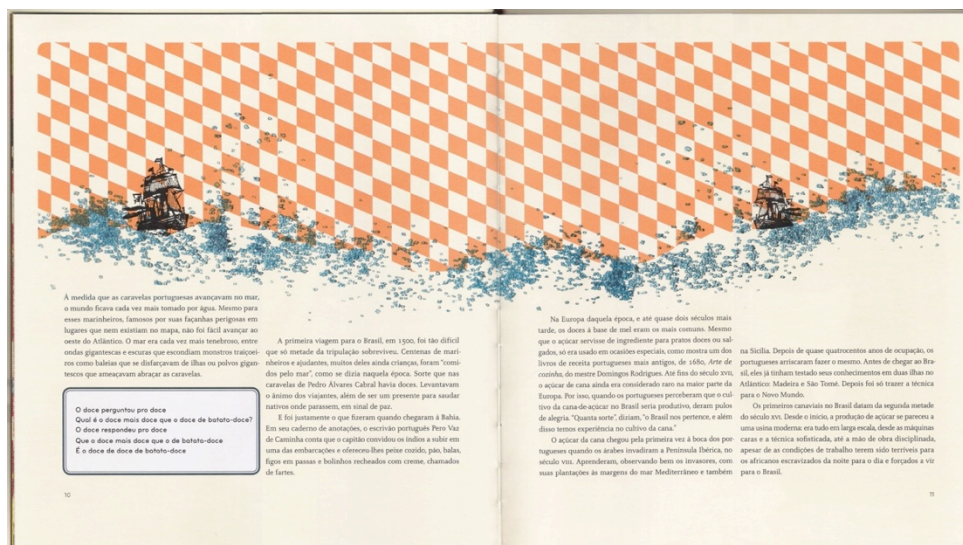 À medida que as caravelas portuguesas avançavam no mar,
o mundo ficava cada vez mais tomado por água. Mesmo para
esses marinheiros, famosos por suas façanhas perigosas em
lugares que nem existiam no mapa, não foi fácil avançar ao
oeste do Atlântico. O mar era cada vez mais tenebroso, entre
ondas gigantescas e escuras que escondiam monstros traiçoei-
ros como baleias que se disfarçavam de ilhas ou polvos gigan-
tescos que ameaçavam abraçar as caravelas.
O doce perguntou pro doce
Qual é o doce mais doce que o doce de batata-doce?
O doce respondeu pro doce
Que o doce mais doce que o de batata-doce
É o doce de doce de batata-doce
10
A primeira viagem para o Brasil, em 1500, foi tão difícil
que só metade da tripulação sobreviveu. Centenas de mari-
nheiros e ajudantes, muitos deles ainda crianças, foram "comi-
dos pelo mar", como se dizia naquela época. Sorte que nas
caravelas de Pedro Álvares Cabral havia doces. Levantavam
o ânimo dos viajantes, além de ser um presente para saudar
nativos onde parassem, em sinal de paz.
E foi justamente o que fizeram quando chegaram à Bahia.
Em seu caderno de anotações, o escrivão português Pero Vaz
de Caminha conta que o capitão convidou os índios a subir em
uma das embarcações e ofereceu-lhes peixe cozido, pão, balas,
figos em passas e bolinhos recheados com creme, chamados
de fartes.
Na Europa daquela época, e até quase dois séculos mais
tarde, os doces à base de mel eram os mais comuns. Mesmo
que o açúcar servisse de ingrediente para pratos doces ou sal-
gados, só era usado em ocasiões especiais, como mostra um dos
livros de receita portugueses mais antigos, de 1680, Arte de
cozinha, do mestre Domingos Rodrigues. Até fins do século XVII,
o açúcar de cana ainda era considerado raro na maior parte da
Europa. Por isso, quando os portugueses perceberam que o cul-
tivo da cana-de-açúcar no Brasil seria produtivo, deram pulos
de alegria. "Quanta sorte", diziam, "o Brasil nos pertence, e além
disso temos experiência no cultivo da cana."
O açúcar da cana chegou pela primeira vez à boca dos por-
tugueses quando os árabes invadiram a Península Ibérica, no
século VIII. Aprenderam, observando bem os invasores, com
suas plantações às margens do mar Mediterrâneo e também
na Sicília. Depois de quase quatrocentos anos de ocupação, os
portugueses arriscaram fazer o mesmo. Antes de chegar ao Bra-
sil, eles já tinham testado seus conhecimentos em duas ilhas no
Atlântico: Madeira e São Tomé. Depois foi só trazer a técnica
para o Novo Mundo.
Os primeiros canaviais no Brasil datam da segunda metade
do século XVI. Desde o início, a produção de açúcar se pareceu a
uma usina moderna: era tudo em larga escala, desde as máquinas
caras e a técnica sofisticada, até a mão de obra disciplinada,
apesar de as condições de trabalho terem sido terríveis para
os africanos escravizados da noite para o dia e forçados a vir
para o Brasil.
11